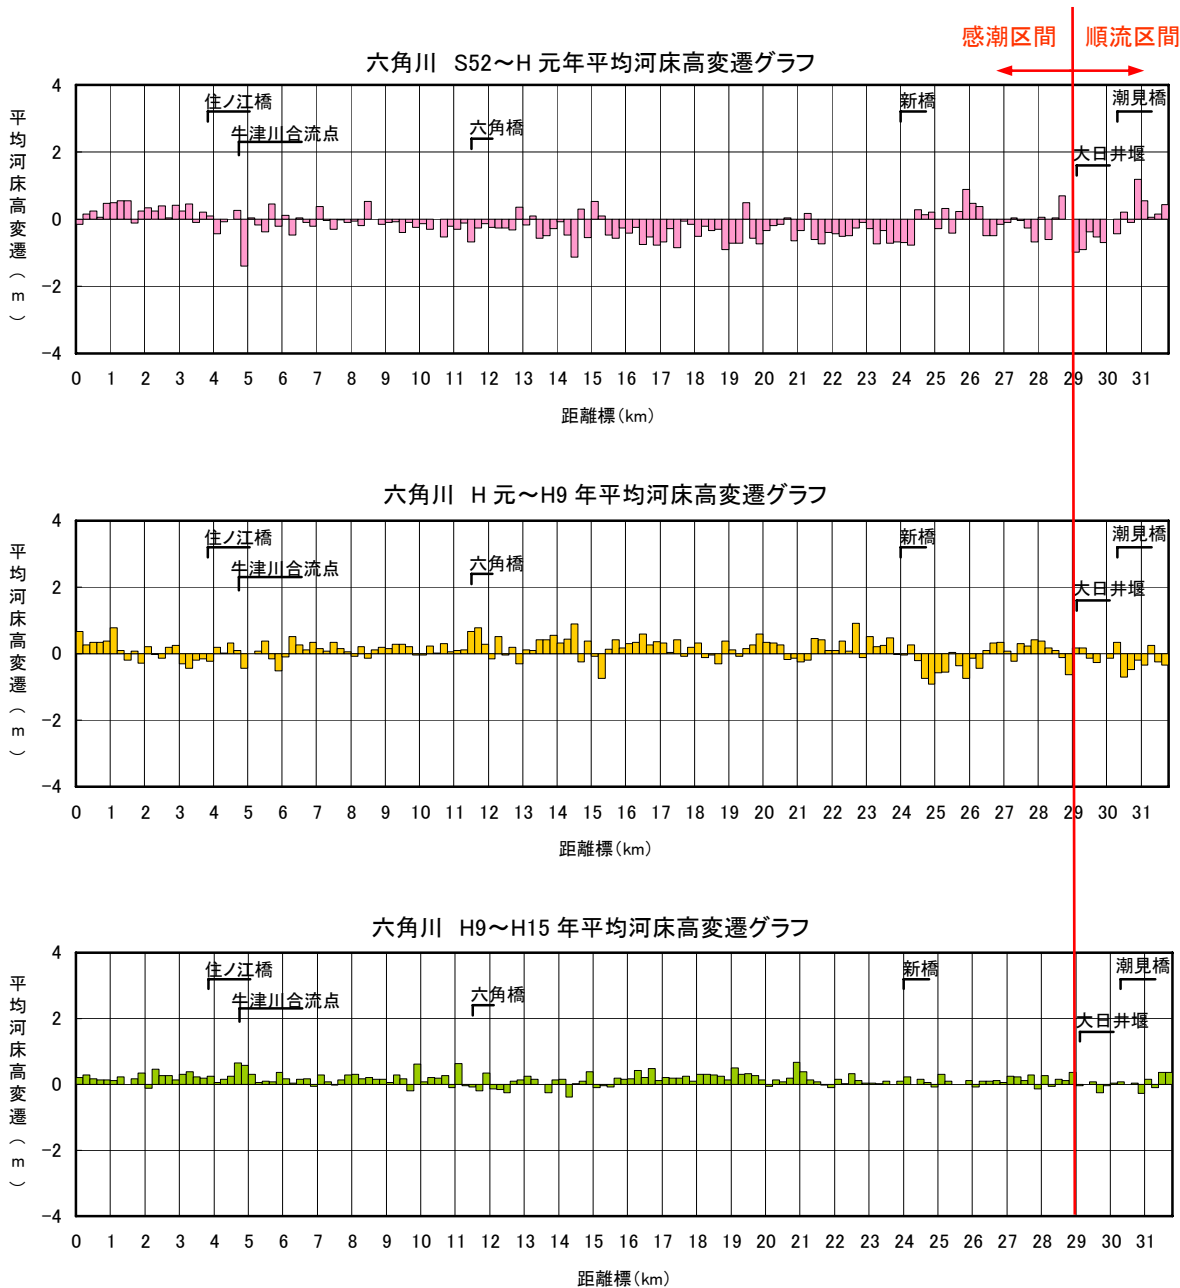 感潮区間 順流区間
六角川 S52～H元年平均河床高変遷グラフ
平均河床高変遷（m）
4
2
0
-2
-4
住ノ江橋
牛津川合流点
六角橋
新橋
潮見橋
大日井堰
0 1 2 3 4 5 6 7 8 9 10 11 12 13 14 15 16 17 18 19 20 21 22 23 24 25 26 27 28 29 30 31
距離標(km)
六角川 H元～H9年平均河床高変遷グラフ
平均河床高変遷（m）
4
2
0
-2
-4
住ノ江橋
牛津川合流点
六角橋
新橋
潮見橋
大日井堰
0 1 2 3 4 5 6 7 8 9 10 11 12 13 14 15 16 17 18 19 20 21 22 23 24 25 26 27 28 29 30 31
距離標(km)
六角川 H9～H15年平均河床高変遷グラフ
平均河床高変遷（m）
4
2
0
-2
-4
住ノ江橋
牛津川合流点
六角橋
新橋
潮見橋
大日井堰
0 1 2 3 4 5 6 7 8 9 10 11 12 13 14 15 16 17 18 19 20 21 22 23 24 25 26 27 28 29 30 31
距離標(km)